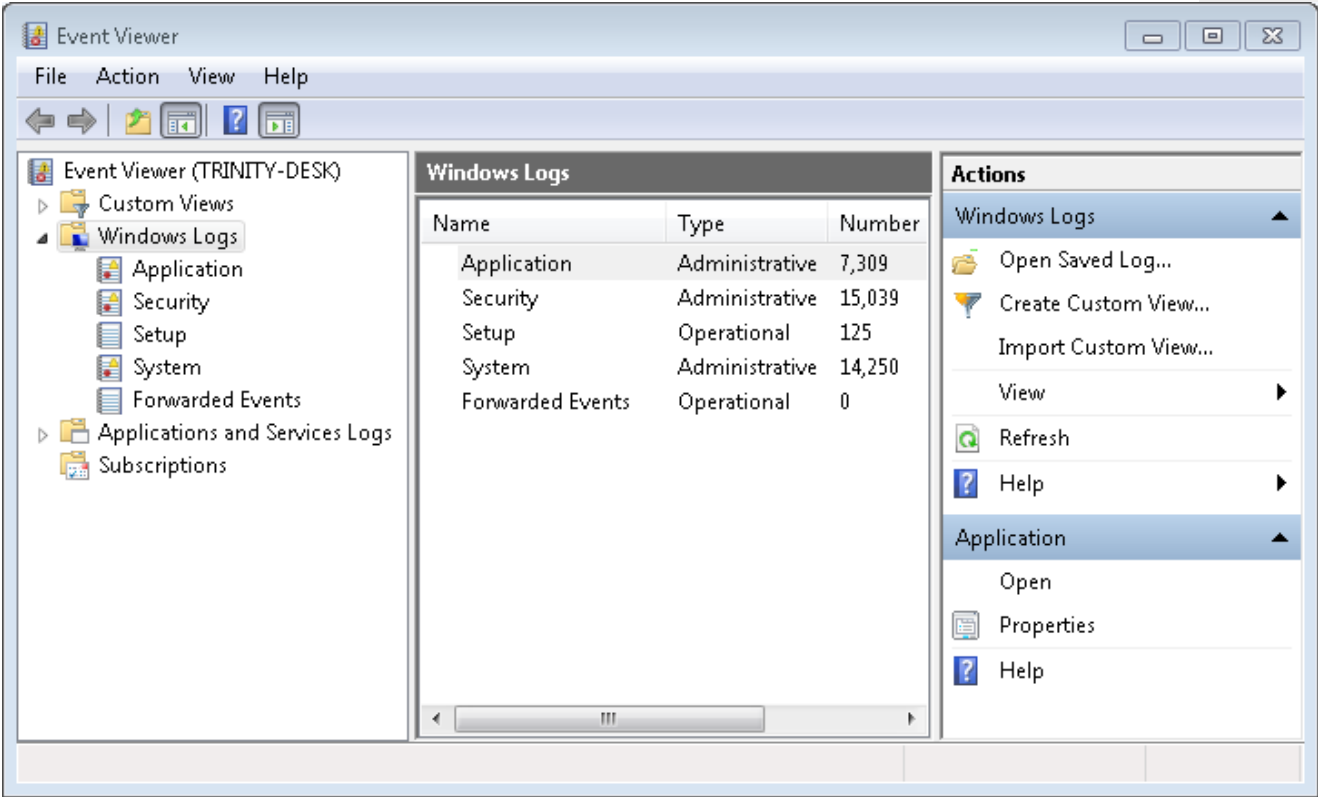 Event Viewer
File Action View Help
Event Viewer (TRINITY-DESK)
Custom Views
Windows Logs
Application
Security
Setup
System
Forwarded Events
Applications and Services Logs
Subscriptions
Windows Logs
Name Type Number
Application Administrative 7,309
Security Administrative 15,039
Setup Operational 125
System Administrative 14,250
Forwarded Events Operational 0
Actions
Windows Logs
Open Saved Log...
Create Custom View...
Import Custom View...
View
Refresh
Help
Application
Open
Properties
Help